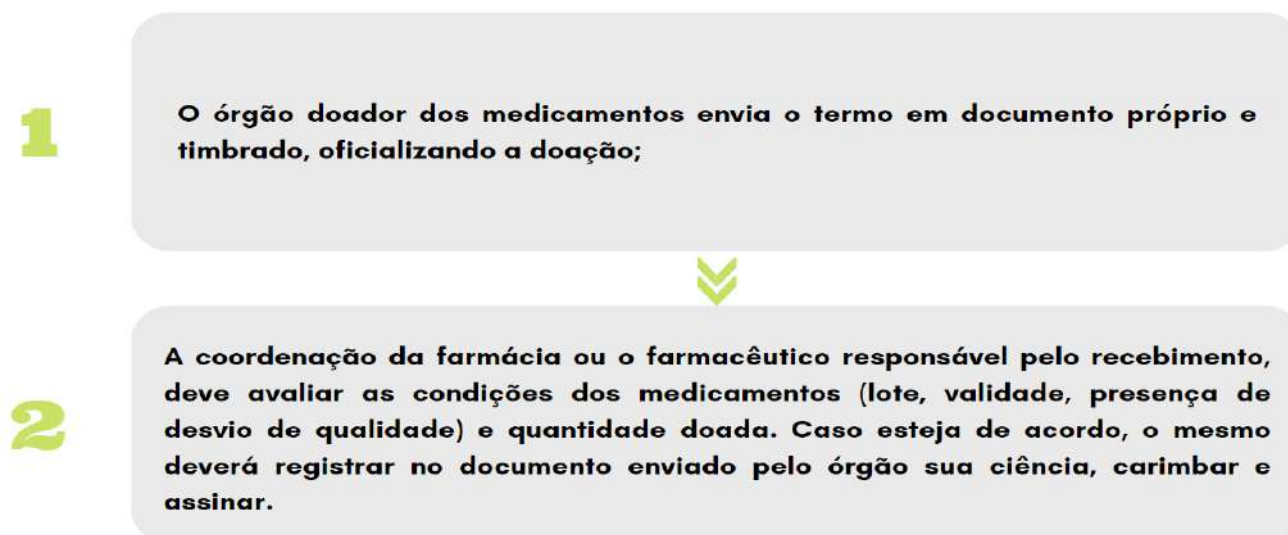 1
O órgão doador dos medicamentos envia o termo em documento próprio e
timbrado, oficializando a doação;
2
A coordenação da farmácia ou o farmacêutico responsável pelo recebimento,
deve avaliar as condições dos medicamentos (lote, validade, presença de
desvio de qualidade) e quantidade doada. Caso esteja de acordo, o mesmo
deverá registrar no documento enviado pelo órgão sua ciência, carimbar e
assinar.